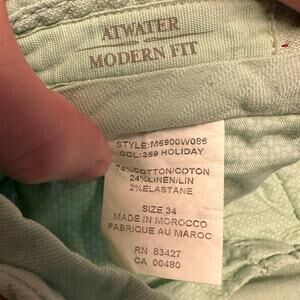 ATWATER
MODERN FIT
STYLE:M5900W086
COL:359 HOLIDAY
74%COTTON/COTON
24%LINEN/LIN
2%ELASTANE
SIZE 34
MADE IN MOROCCO
FABRIQUE AU MAROC
RN 83427
CA 00480